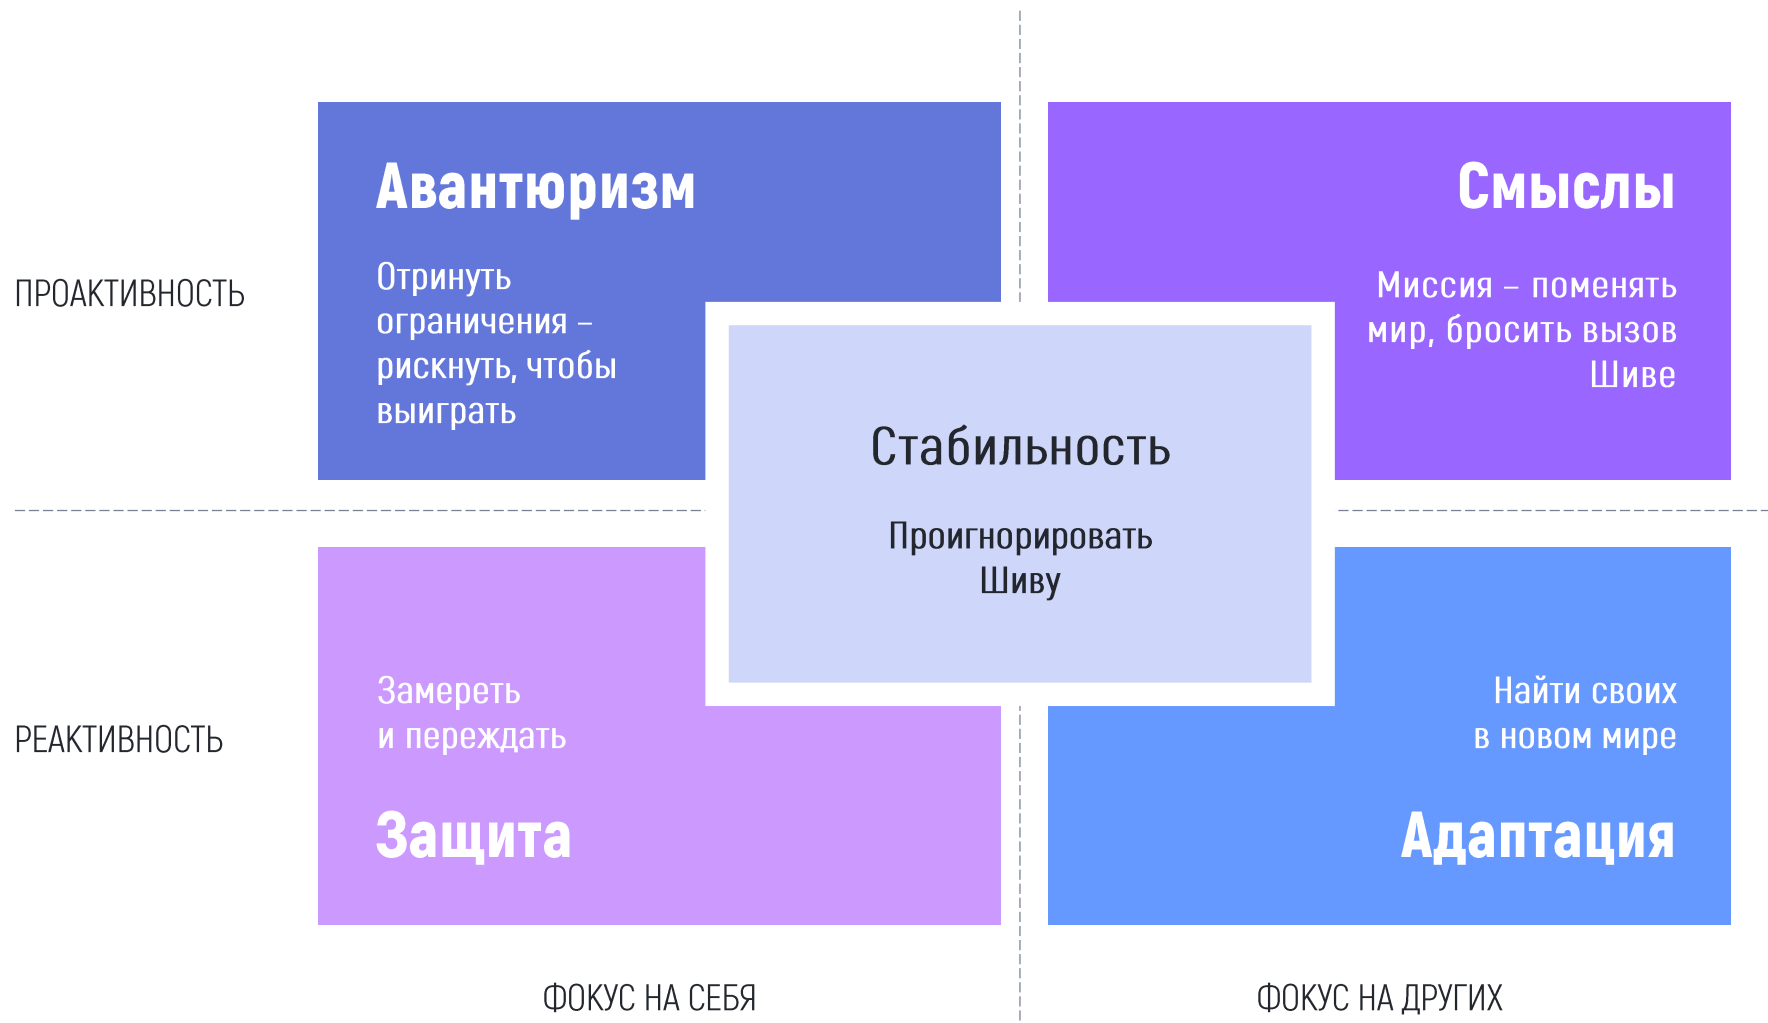 Авантюризм
Отринуть
ограничения –
рискнуть, чтобы
выиграть
Смыслы
Миссия – поменять
мир, бросить вызов
Шиве
ПРОАКТИВНОСТЬ
Стабильность
Проигнорировать
Шиву
РЕАКТИВНОСТЬ
Замереть
и переждать
Защита
Найти своих
в новом мире
Адаптация
ФОКУС НА СЕБЯ
ФОКУС НА ДРУГИХ